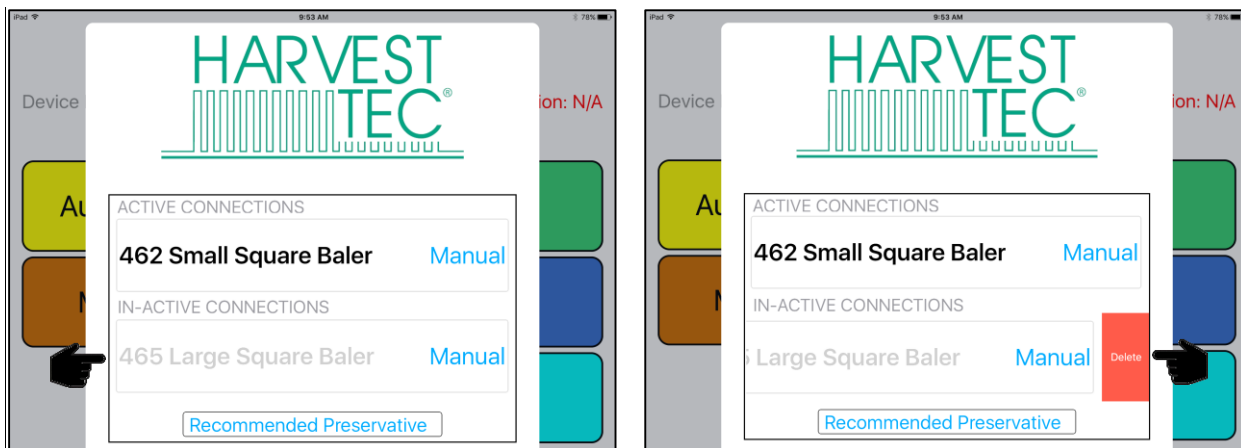 iPad 9:53 AM 78%
HARVEST
TEC®
Device ion: N/A
Au
ACTIVE CONNECTIONS
462 Small Square Baler Manual
M
IN-ACTIVE CONNECTIONS
465 Large Square Baler Manual
Recommended Preservative
iPad 9:53 AM 78%
HARVEST
TEC®
Device ion: N/A
Au
ACTIVE CONNECTIONS
462 Small Square Baler Manual
IN-ACTIVE CONNECTIONS
Large Square Baler Manual Delete
Recommended Preservative